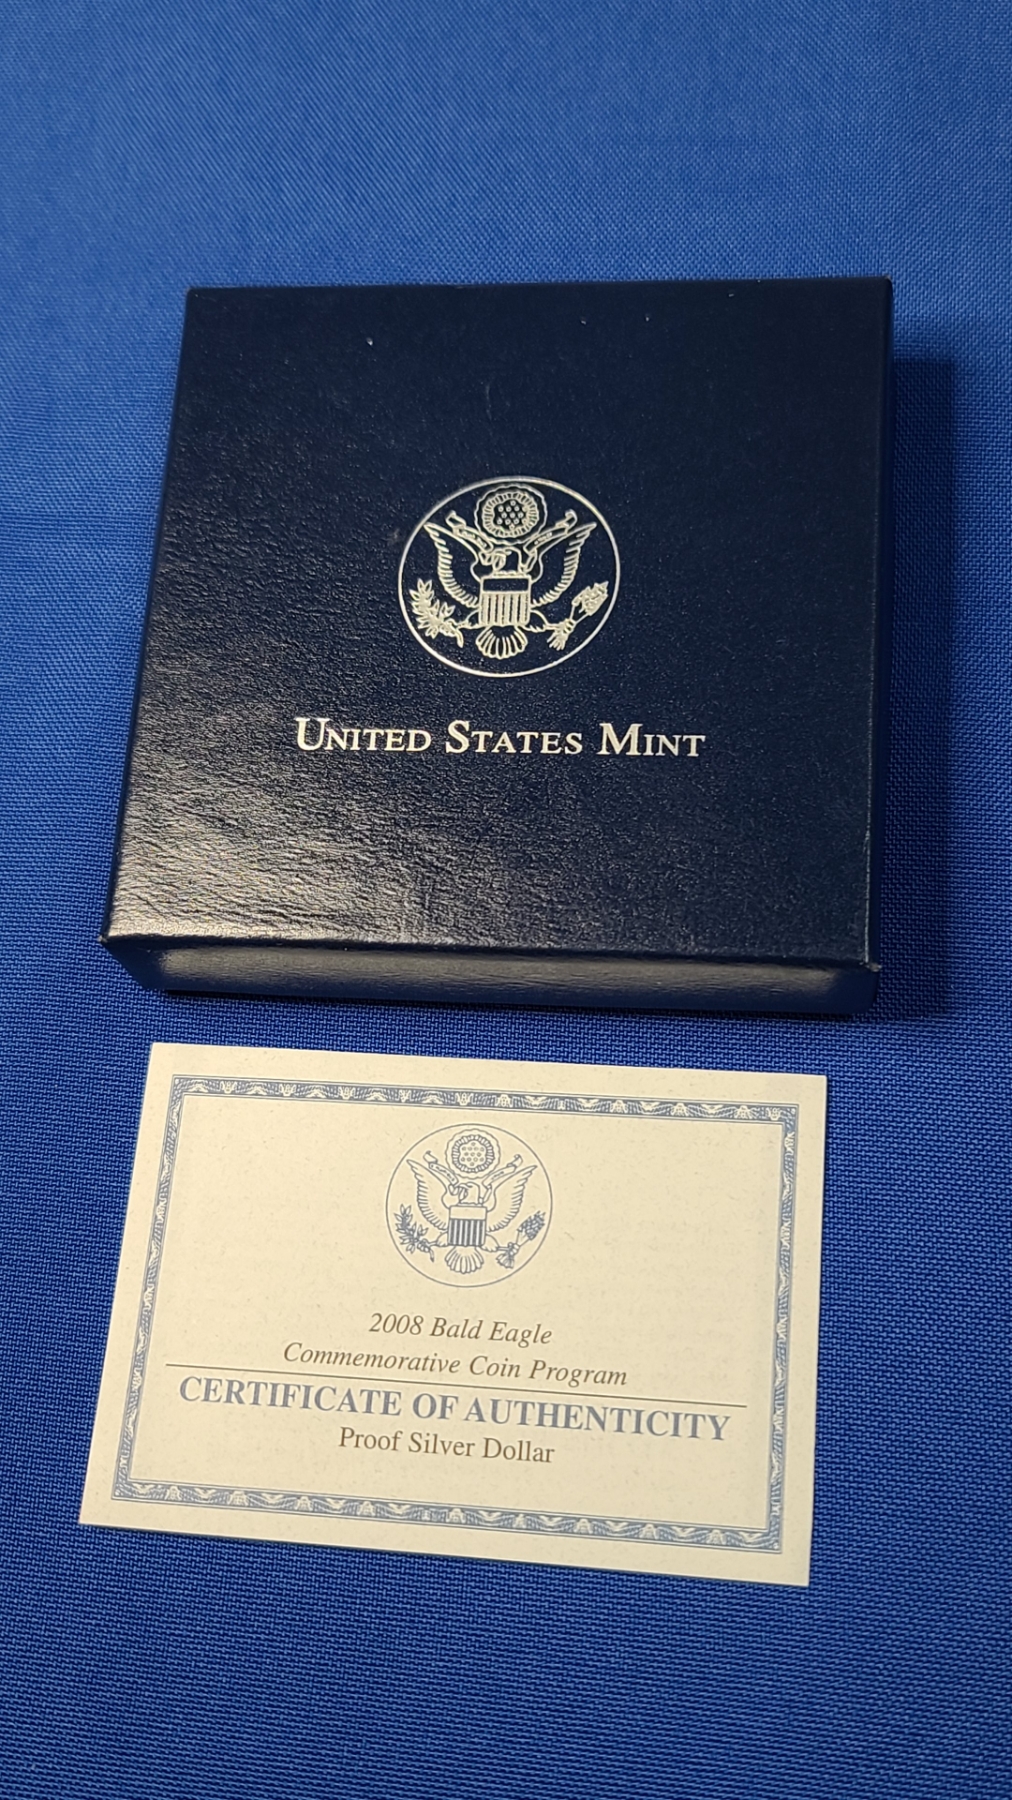 UNITED STATES MINT
2008 Bald Eagle
Commemorative Coin Program
CERTIFICATE OF AUTHENTICITY
Proof Silver Dollar